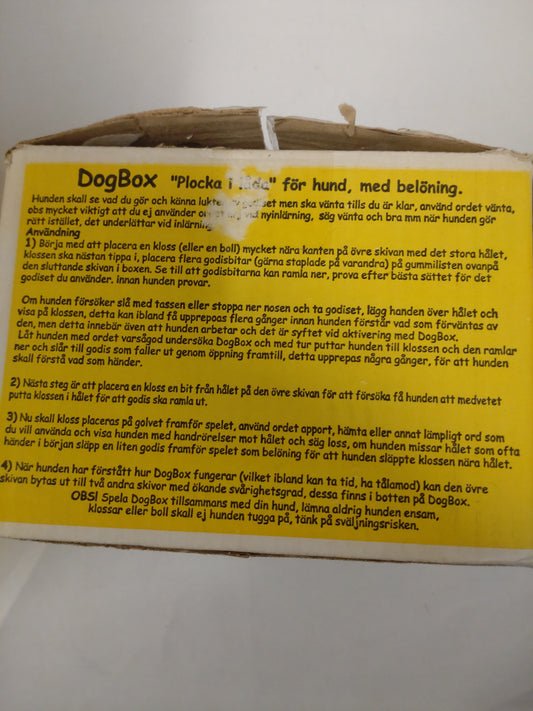 DogBox "Plocka i låda" för hund, med belöning.
Hunden skall se vad du gör och känna lukten godiset men ska vänta tills du är klar, använd ordet vänta,
obs mycket viktigt att du ej använder vid nyinlärning, säg vänta och bra mm när hunden gör
rätt istället, det underlättar vid inlärning
Användning
1) Börja med att placera en kloss (eller en boll) mycket nära kanten på övre skivan med det stora hålet,
klossen ska nästan tippa i, placera flera godisbitar (gärna staplade på varandra) på gummilisten ovanpå
den sluttande skivan i boxen. Se till att godisbitarna kan ramla ner, prova efter bästa sättet för det
godiset du använder. innan hunden provar.
Om hunden försöker slå med tassen eller stoppa ner nosen och ta godiset, lägg handen över hålet och
visa på klossen, detta kan ibland få upprepoas flera gånger innan hunden förstår vad som förväntas av
den, men detta innebör även att hunden arbetar och det är syftet vid aktivering med DogBox.
Låt hunden med ordet varsågod undersöka DogBox och med tur puttar hunden till klossen och den ramlar
ner och slår till godis som faller ut genom öppning framtill, detta upprepas några gånger, för att hunden
skall förstå vad som händer.
2) Nästa steg är att placera en kloss en bit från hålet på den övre skivan för att försöka få hunden att medvetet
putta klossen i hålet för att godis ska ramla ut.
3) Nu skall kloss placeras på golvet framför spelet, använd ordet apport, hämta eller annat lämpligt ord som
du vill använda och visa hunden med handrörelser mot hålet och säg loss, om hunden missar hålet som ofta
händer i början släpp en liten godis framför spelet som belöning för att hunden släppte klossen nära hålet.
4) När hunden har förstått hur DogBox fungerar (vilket ibland kan ta tid, ha tålamod) kan den övre
skivan bytas ut till två andra skivor med ökande svårighetsgrad, dessa finns i botten på DogBox.
OBS! Spela DogBox tillsammans med din hund, lämna aldrig hunden ensam,
klossar eller boll skall ej hunden tugga på, tänk på sväljningsrisken.